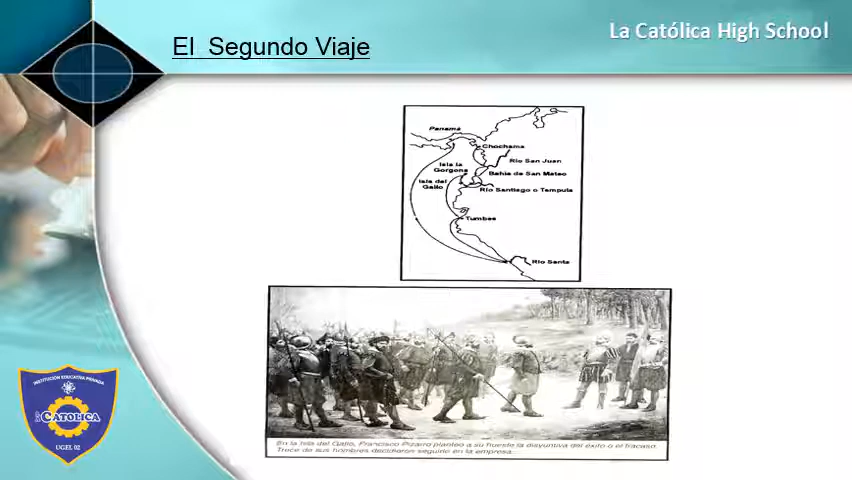 El Segundo Viaje
La Católica High School
Panamá
Chochama
Río San Juan
Isla la
Gorgona
Bahía de San Mateo
Isla del
Gallo
Río Santiago o Tempula
Tumbes
Río Santa
En la Isla del Gallo, Francisco Pizarro planteó a su hueste la disyuntiva del éxito o el fracaso.
Trece de sus hombres decidieron seguirlo en la empresa.
INSTITUCIÓN EDUCATIVA PRIVADA
CATOLICA
UGEL 02